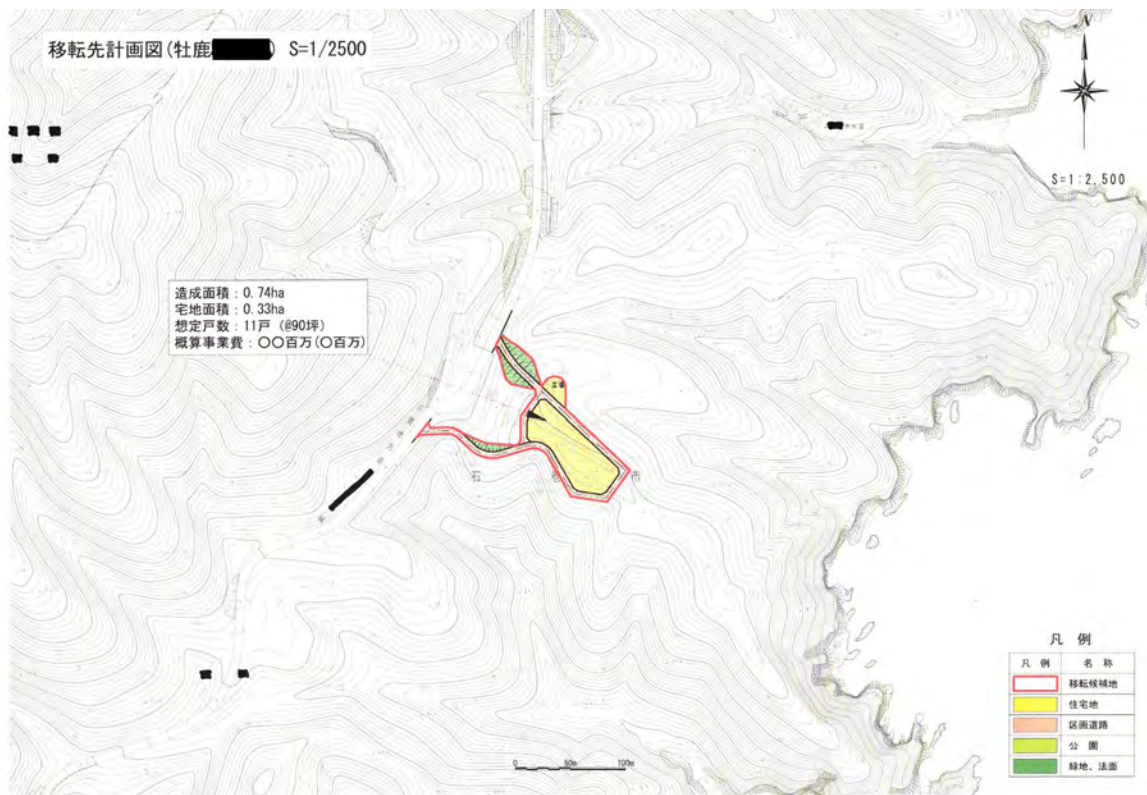 移転先計画図(牡鹿 ) S=1/2500
S=1:2,500
造成面積：0.74ha
宅地面積：0.33ha
想定戸数：11戸（@90坪）
概算事業費：〇〇百万(〇百万)
石 巻 市
0 50m 100m
凡 例
凡 例 名 称
移転候補地
住宅地
区画道路
公 園
緑地、法面